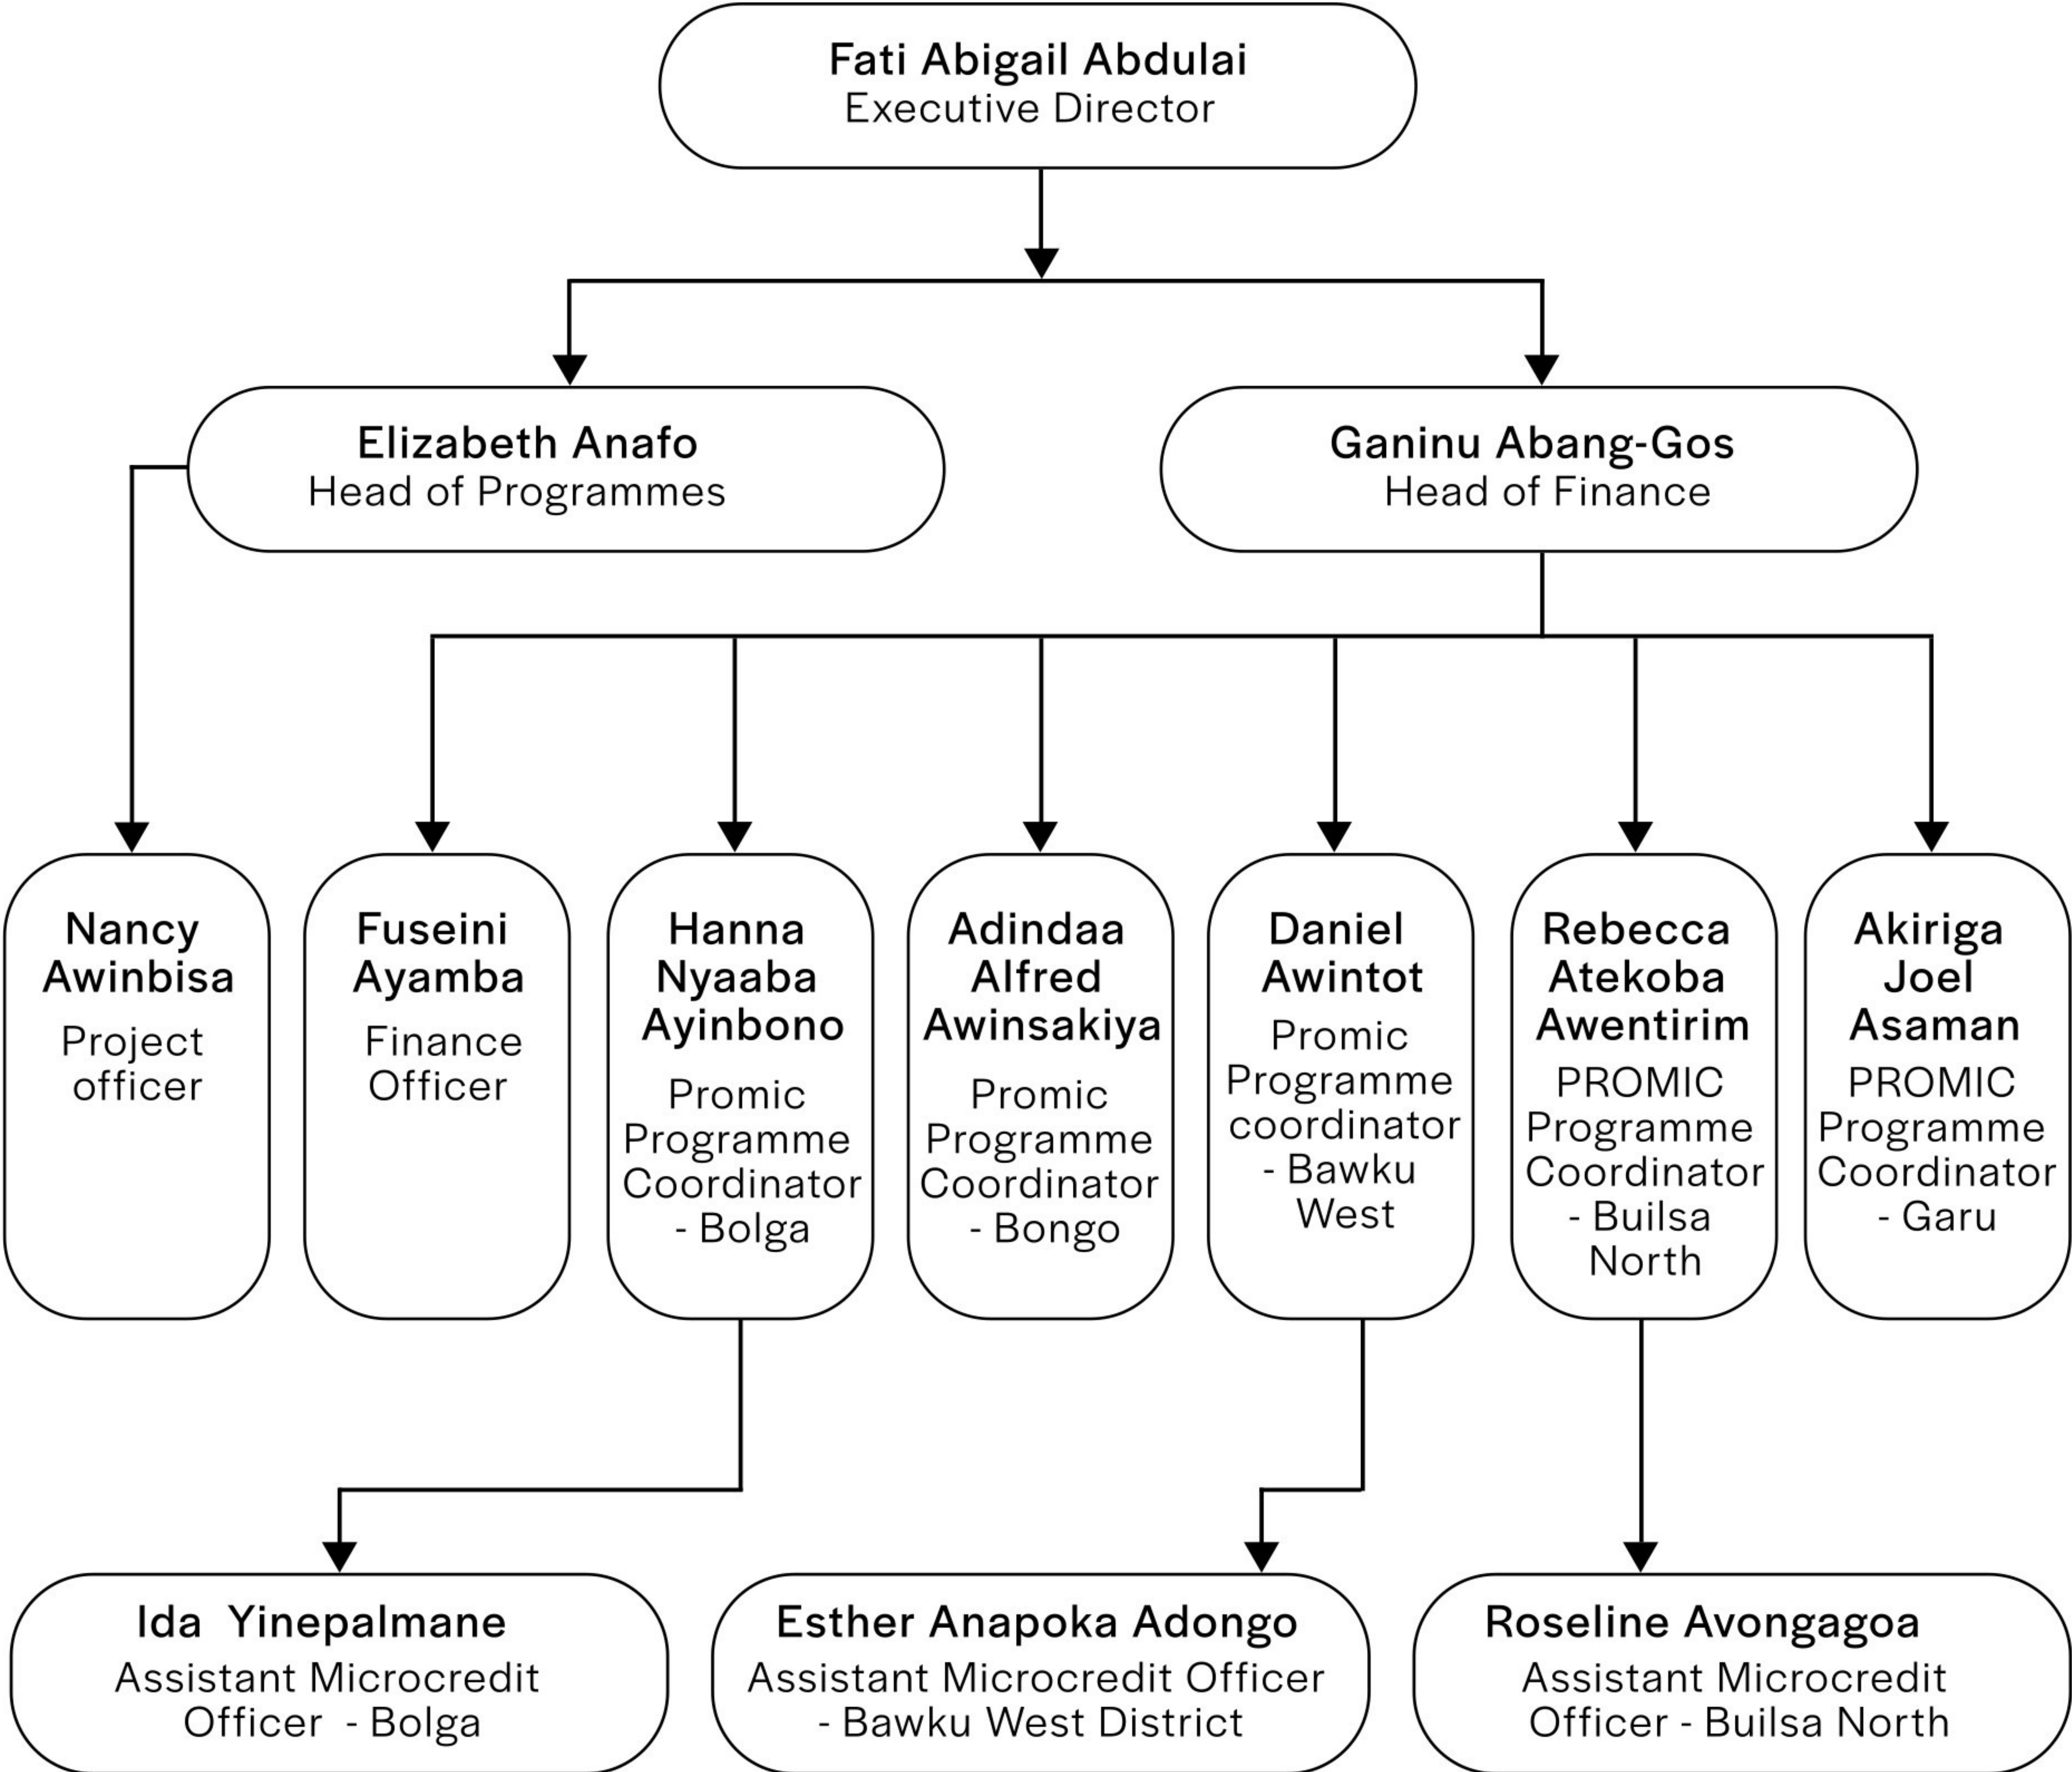 Fati Abigail Abdulai
Executive Director
Elizabeth Anafo
Head of Programmes
Ganinu Abang-Gos
Head of Finance
Nancy
Awinbisa
Project
officer
Fuseini
Ayamba
Finance
Officer
Hanna
Nyaaba
Ayinbono
Promic
Programme
Coordinator
- Bolga
Adindaa
Alfred
Awinsakiya
Promic
Programme
Coordinator
- Bongo
Daniel
Awintot
Promic
Programme
coordinator
- Bawku
West
Rebecca
Atekoba
Awentirim
PROMIC
Programme
Coordinator
- Builsa
North
Akiriga
Joel
Asaman
PROMIC
Programme
Coordinator
- Garu
Ida Yinepalmane
Assistant Microcredit
Officer - Bolga
Esther Anapoka Adongo
Assistant Microcredit Officer
- Bawku West District
Roseline Avongagoa
Assistant Microcredit
Officer - Builsa North